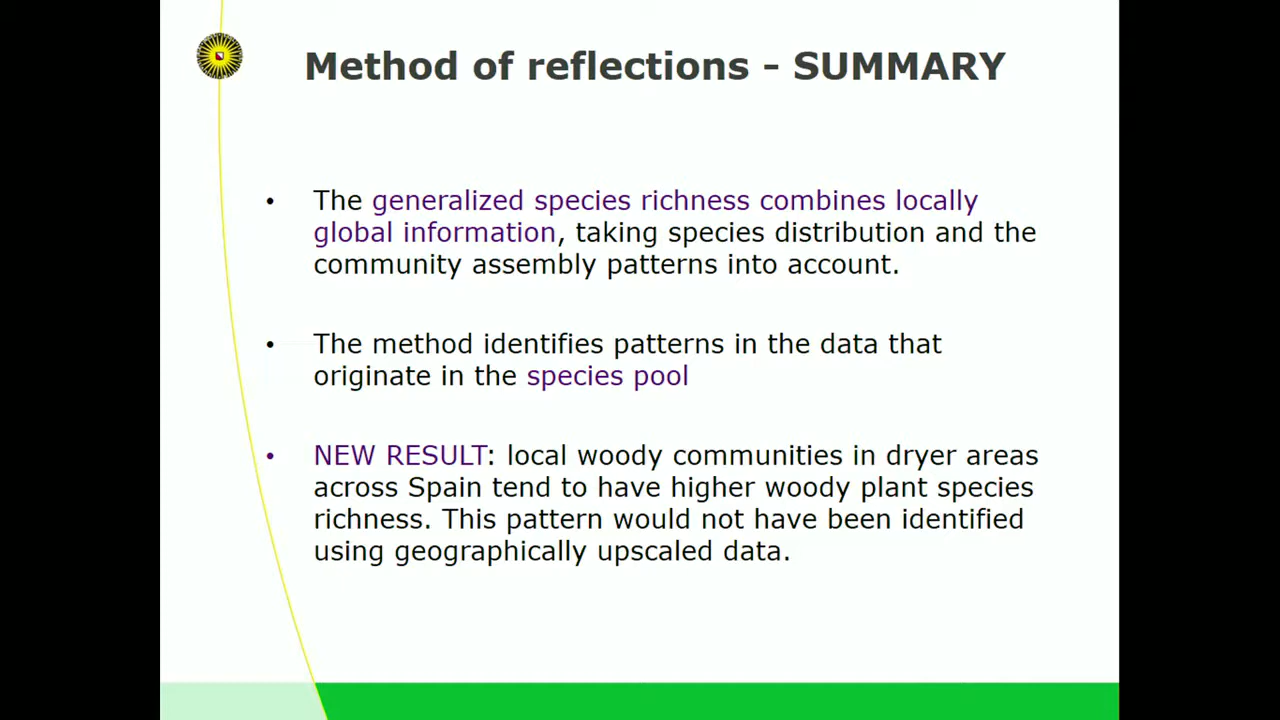 Method of reflections - SUMMARY
• The generalized species richness combines locally
global information, taking species distribution and the
community assembly patterns into account.
• The method identifies patterns in the data that
originate in the species pool
• NEW RESULT: local woody communities in dryer areas
across Spain tend to have higher woody plant species
richness. This pattern would not have been identified
using geographically upscaled data.